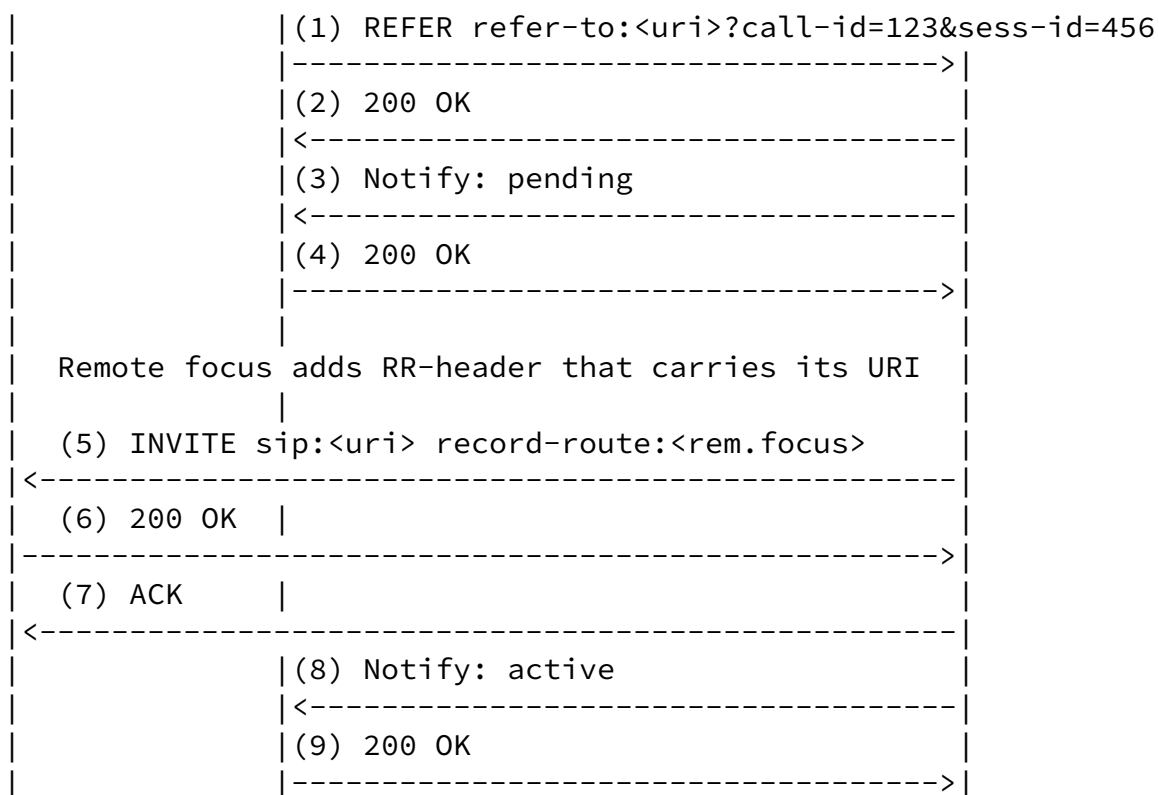 (1) REFER refer-to:<uri>?call-id=123&sess-id=456
(2) 200 OK
(3) Notify: pending
(4) 200 OK
Remote focus adds RR-header that carries its URI
(5) INVITE sip:<uri> record-route:<rem.focus>
(6) 200 OK
(7) ACK
(8) Notify: active
(9) 200 OK